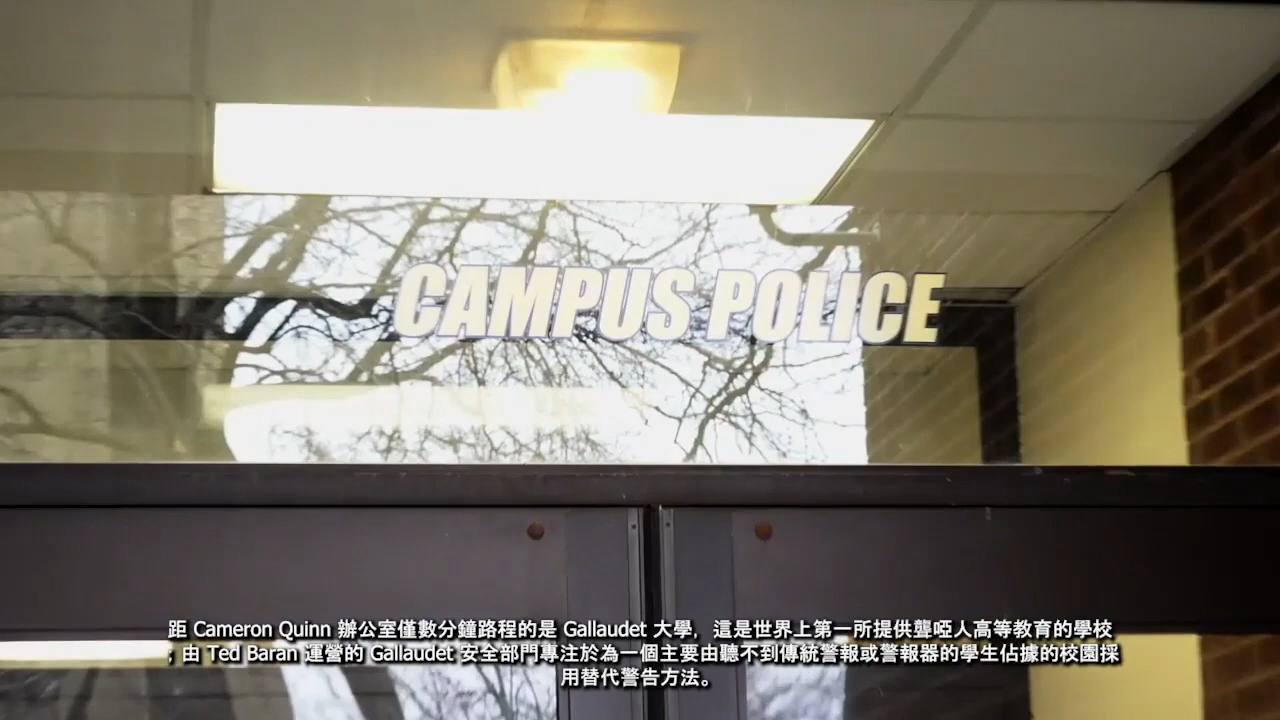 CAMPUS POLICE
距 Cameron Quinn 辦公室僅數分鐘路程的是 Gallaudet 大學，這是世界上第一所提供聾啞人高等教育的學校
；由 Ted Baran 運營的 Gallaudet 安全部門專注於為一個主要由聽不到傳統警報或警報器的學生佔據的校園採
用替代警告方法。